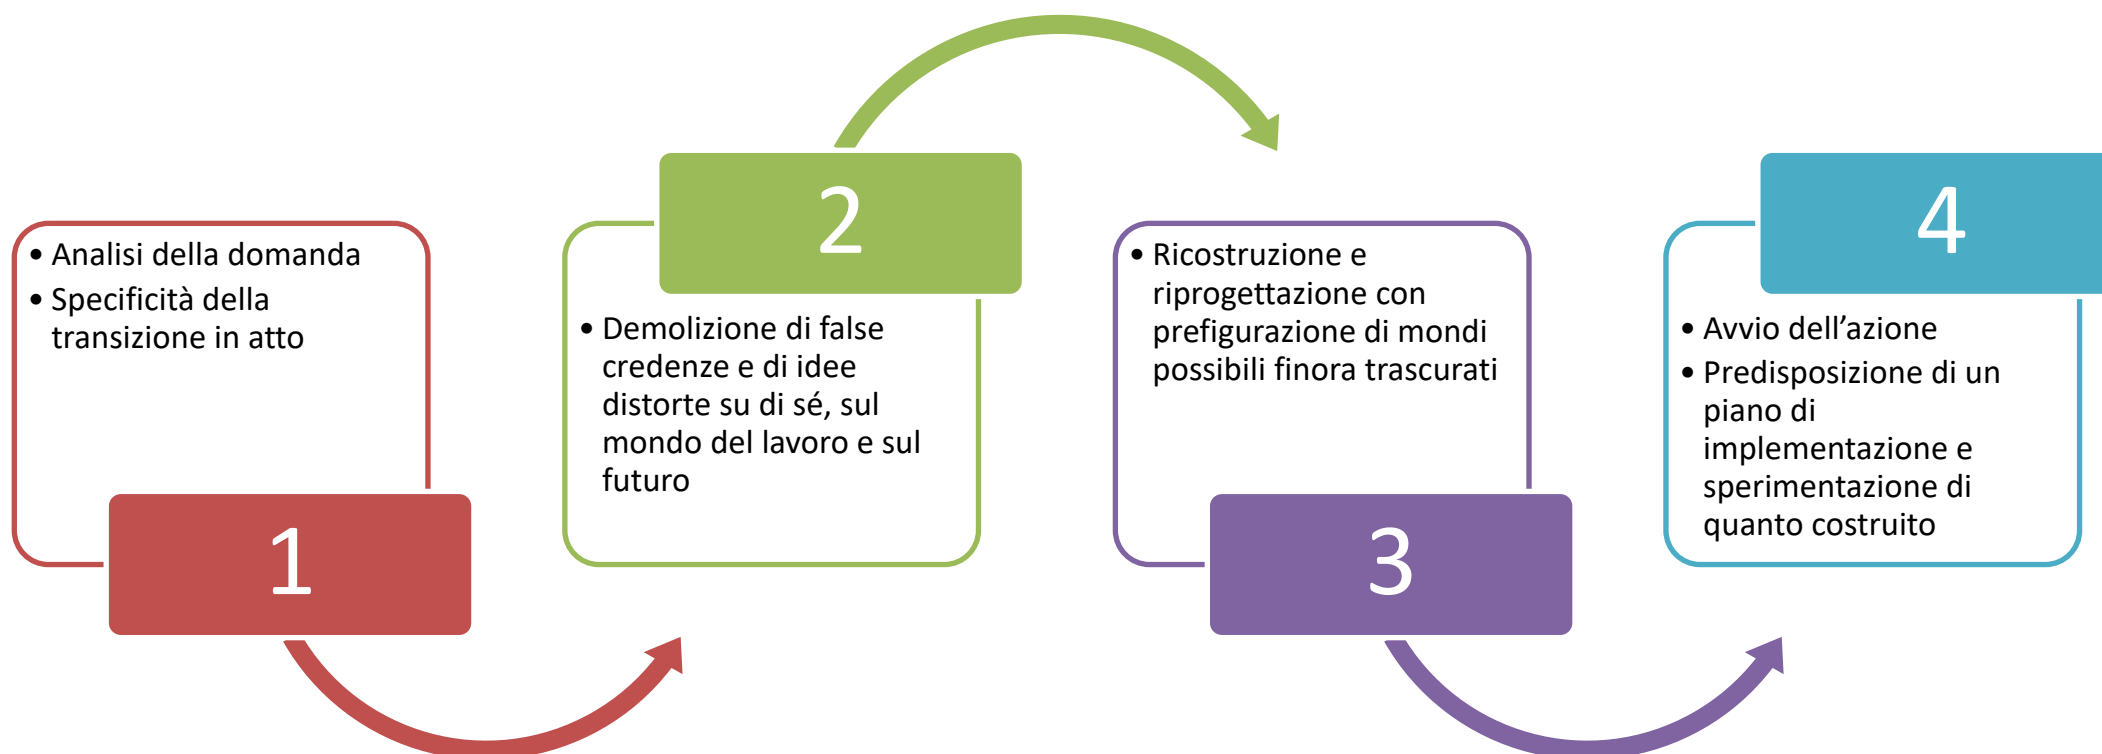 • Analisi della domanda
• Specificità della
transizione in atto
1
2
• Demolizione di false
credenze e di idee
distorte su di sé, sul
mondo del lavoro e sul
futuro
• Ricostruzione e
riprogettazione con
prefigurazione di mondi
possibili finora trascurati
3
4
• Avvio dell’azione
• Predisposizione di un
piano di
implementazione e
sperimentazione di
quanto costruito